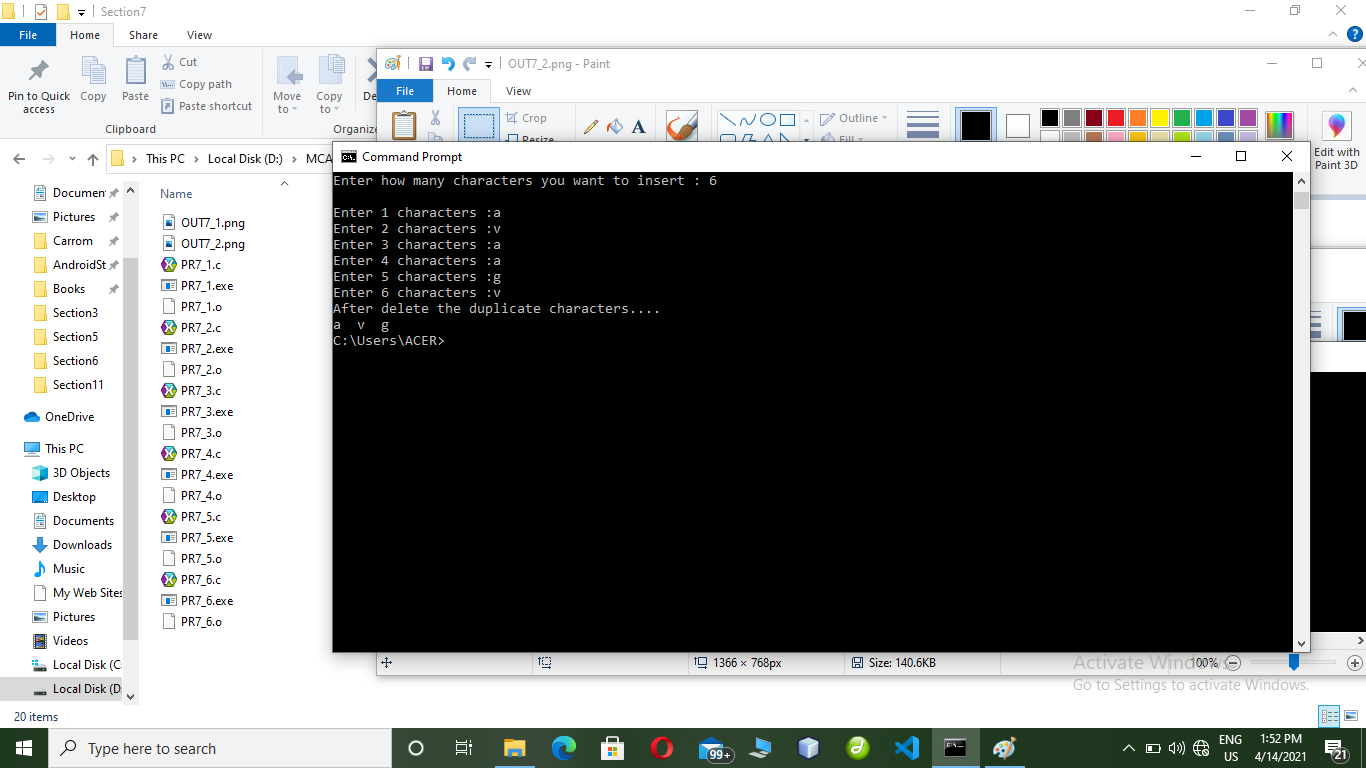 Section7
File Home Share View
Pin to Quick access
Copy
Paste
Cut
Copy path
Paste shortcut
Move to
Copy to
Clipboard
Organiz
This PC Local Disk (D:) MCA
Documen
Pictures
Carrom
AndroidSt
Books
Section3
Section5
Section6
Section11
OneDrive
This PC
3D Objects
Desktop
Documents
Downloads
Music
My Web Sites
Pictures
Videos
Local Disk (C
Local Disk (D
Name
OUT7_1.png
OUT7_2.png
PR7_1.c
PR7_1.exe
PR7_1.o
PR7_2.c
PR7_2.exe
PR7_2.o
PR7_3.c
PR7_3.exe
PR7_3.o
PR7_4.c
PR7_4.exe
PR7_4.o
PR7_5.c
PR7_5.exe
PR7_5.o
PR7_6.c
PR7_6.exe
PR7_6.o
20 items
OUT7_2.png - Paint
File Home View
Crop
Resize
Outline
Fill
Edit with Paint 3D
Command Prompt
Enter how many characters you want to insert : 6
Enter 1 characters :a
Enter 2 characters :v
Enter 3 characters :a
Enter 4 characters :a
Enter 5 characters :g
Enter 6 characters :v
After delete the duplicate characters....
a v g
C:\Users\ACER>
1366 × 768px
Size: 140.6KB
100%
Activate Windows
Go to Settings to activate Windows.
Type here to search
99+
ENG
US
1:52 PM
4/14/2021
21